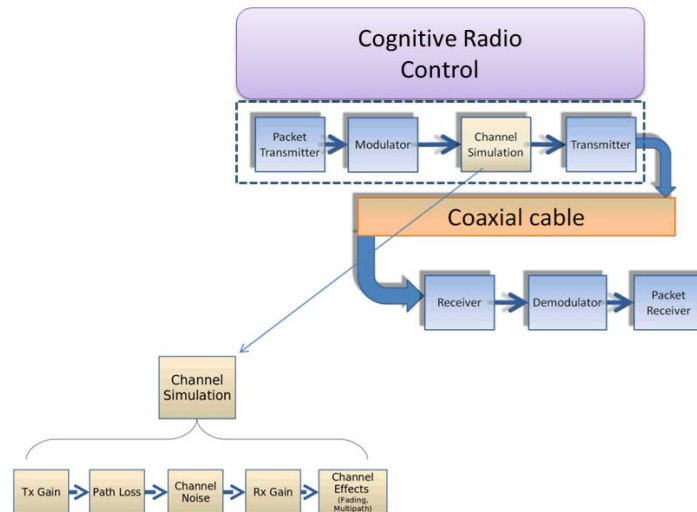 Cognitive Radio
Control
Packet
Transmitter
Modulator
Channel
Simulation
Transmitter
Coaxial cable
Receiver
Demodulator
Packet
Receiver
Channel
Simulation
Tx Gain
Path Loss
Channel
Noise
Rx Gain
Channel
Effects
(Fading,
Multipath)